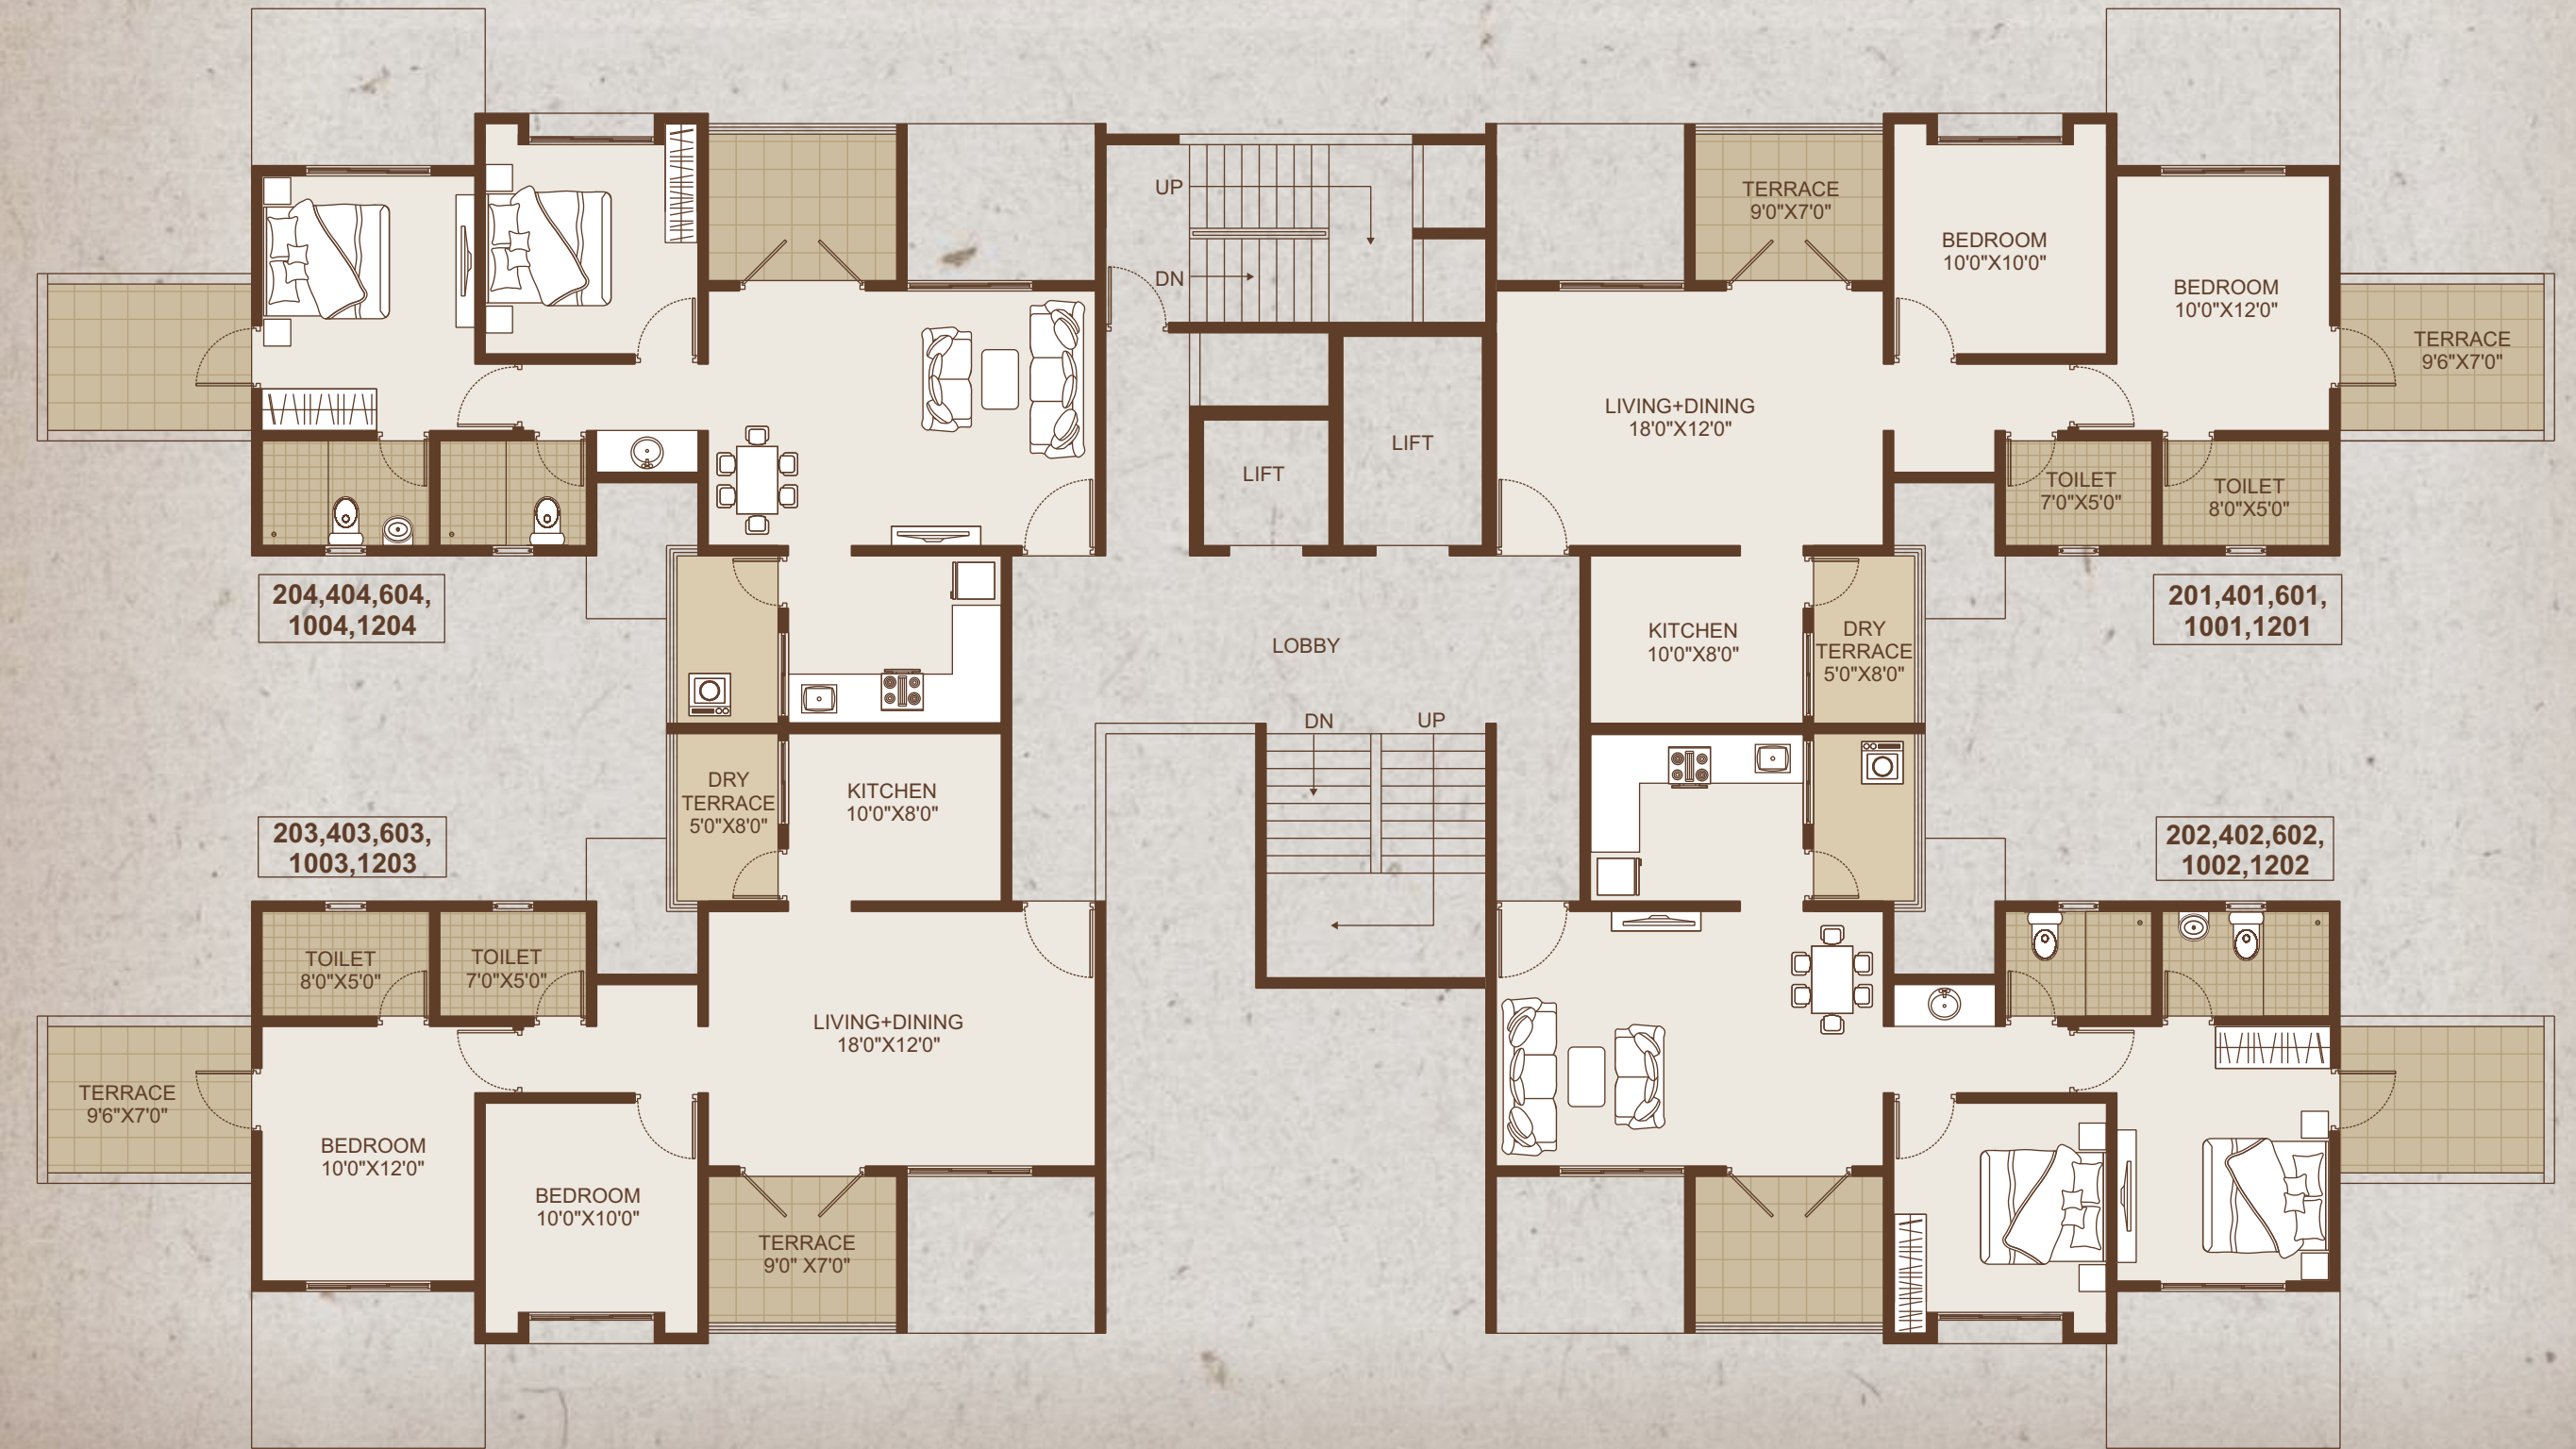 UP
DN
TERRACE
9'0"X7'0"
BEDROOM
10'0"X10'0"
BEDROOM
10'0"X12'0"
TERRACE
9'6"X7'0"
LIVING+DINING
18'0"X12'0"
LIFT
LIFT
TOILET
7'0"X5'0"
TOILET
8'0"X5'0"
204,404,604,
1004,1204
201,401,601,
1001,1201
LOBBY
KITCHEN
10'0"X8'0"
DRY
TERRACE
5'0"X8'0"
DN
UP
DRY
TERRACE
5'0"X8'0"
KITCHEN
10'0"X8'0"
203,403,603,
1003,1203
202,402,602,
1002,1202
TOILET
8'0"X5'0"
TOILET
7'0"X5'0"
LIVING+DINING
18'0"X12'0"
TERRACE
9'6"X7'0"
BEDROOM
10'0"X12'0"
BEDROOM
10'0"X10'0"
TERRACE
9'0" X7'0"